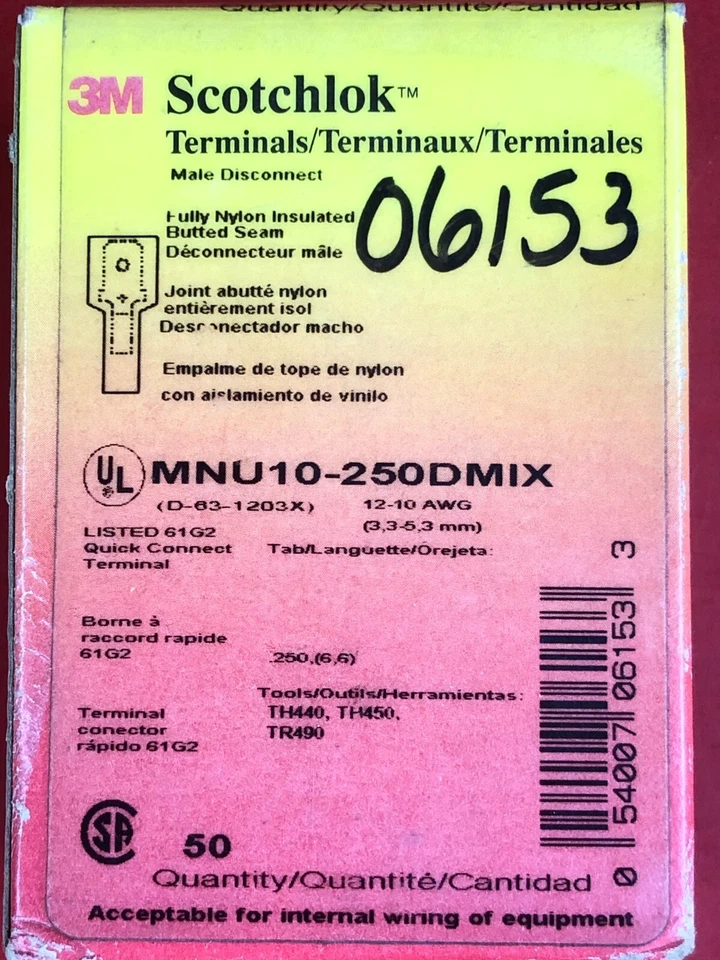 Quantity/Quantité/Cantidad
3M Scotchlok™
Terminals/Terminaux/Terminales
Male Disconnect
06153
Fully Nylon Insulated
Butted Seam
Déconnecteur mâle
Joint abutté nylon
entièrement isol
Desconectador macho
Empalme de tope de nylon
con aislamiento de vinilo
UL MNU10-250DMIX
(D-63-1203X) 12-10 AWG
(3,3-5,3 mm)
LISTED 61G2
Quick Connect Tab/Languette/Orejeta:
Terminal
Borne à
raccord rapide
61G2 .250,(6,6)
Tools/Outils/Herramientas:
Terminal TH440, TH450,
conector TR490
rápido 61G2
0 54007 06153 3
SA
50
Quantity/Quantité/Cantidad
Acceptable for internal wiring of equipment